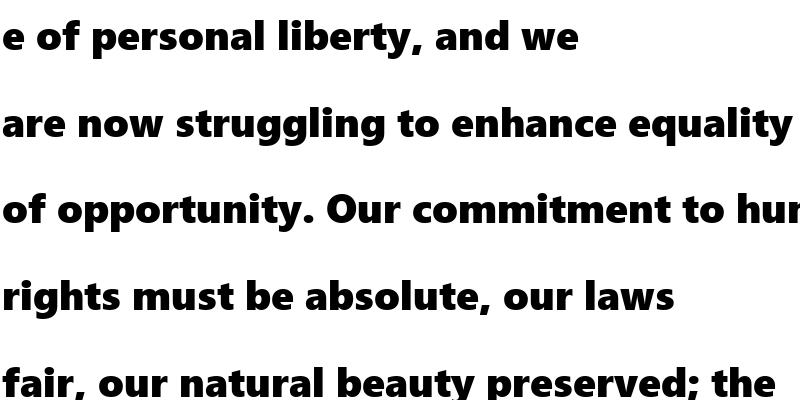 e of personal liberty, and we
are now struggling to enhance equality
of opportunity. Our commitment to
rights must be absolute, our laws
fair, our natural beauty preserved; the